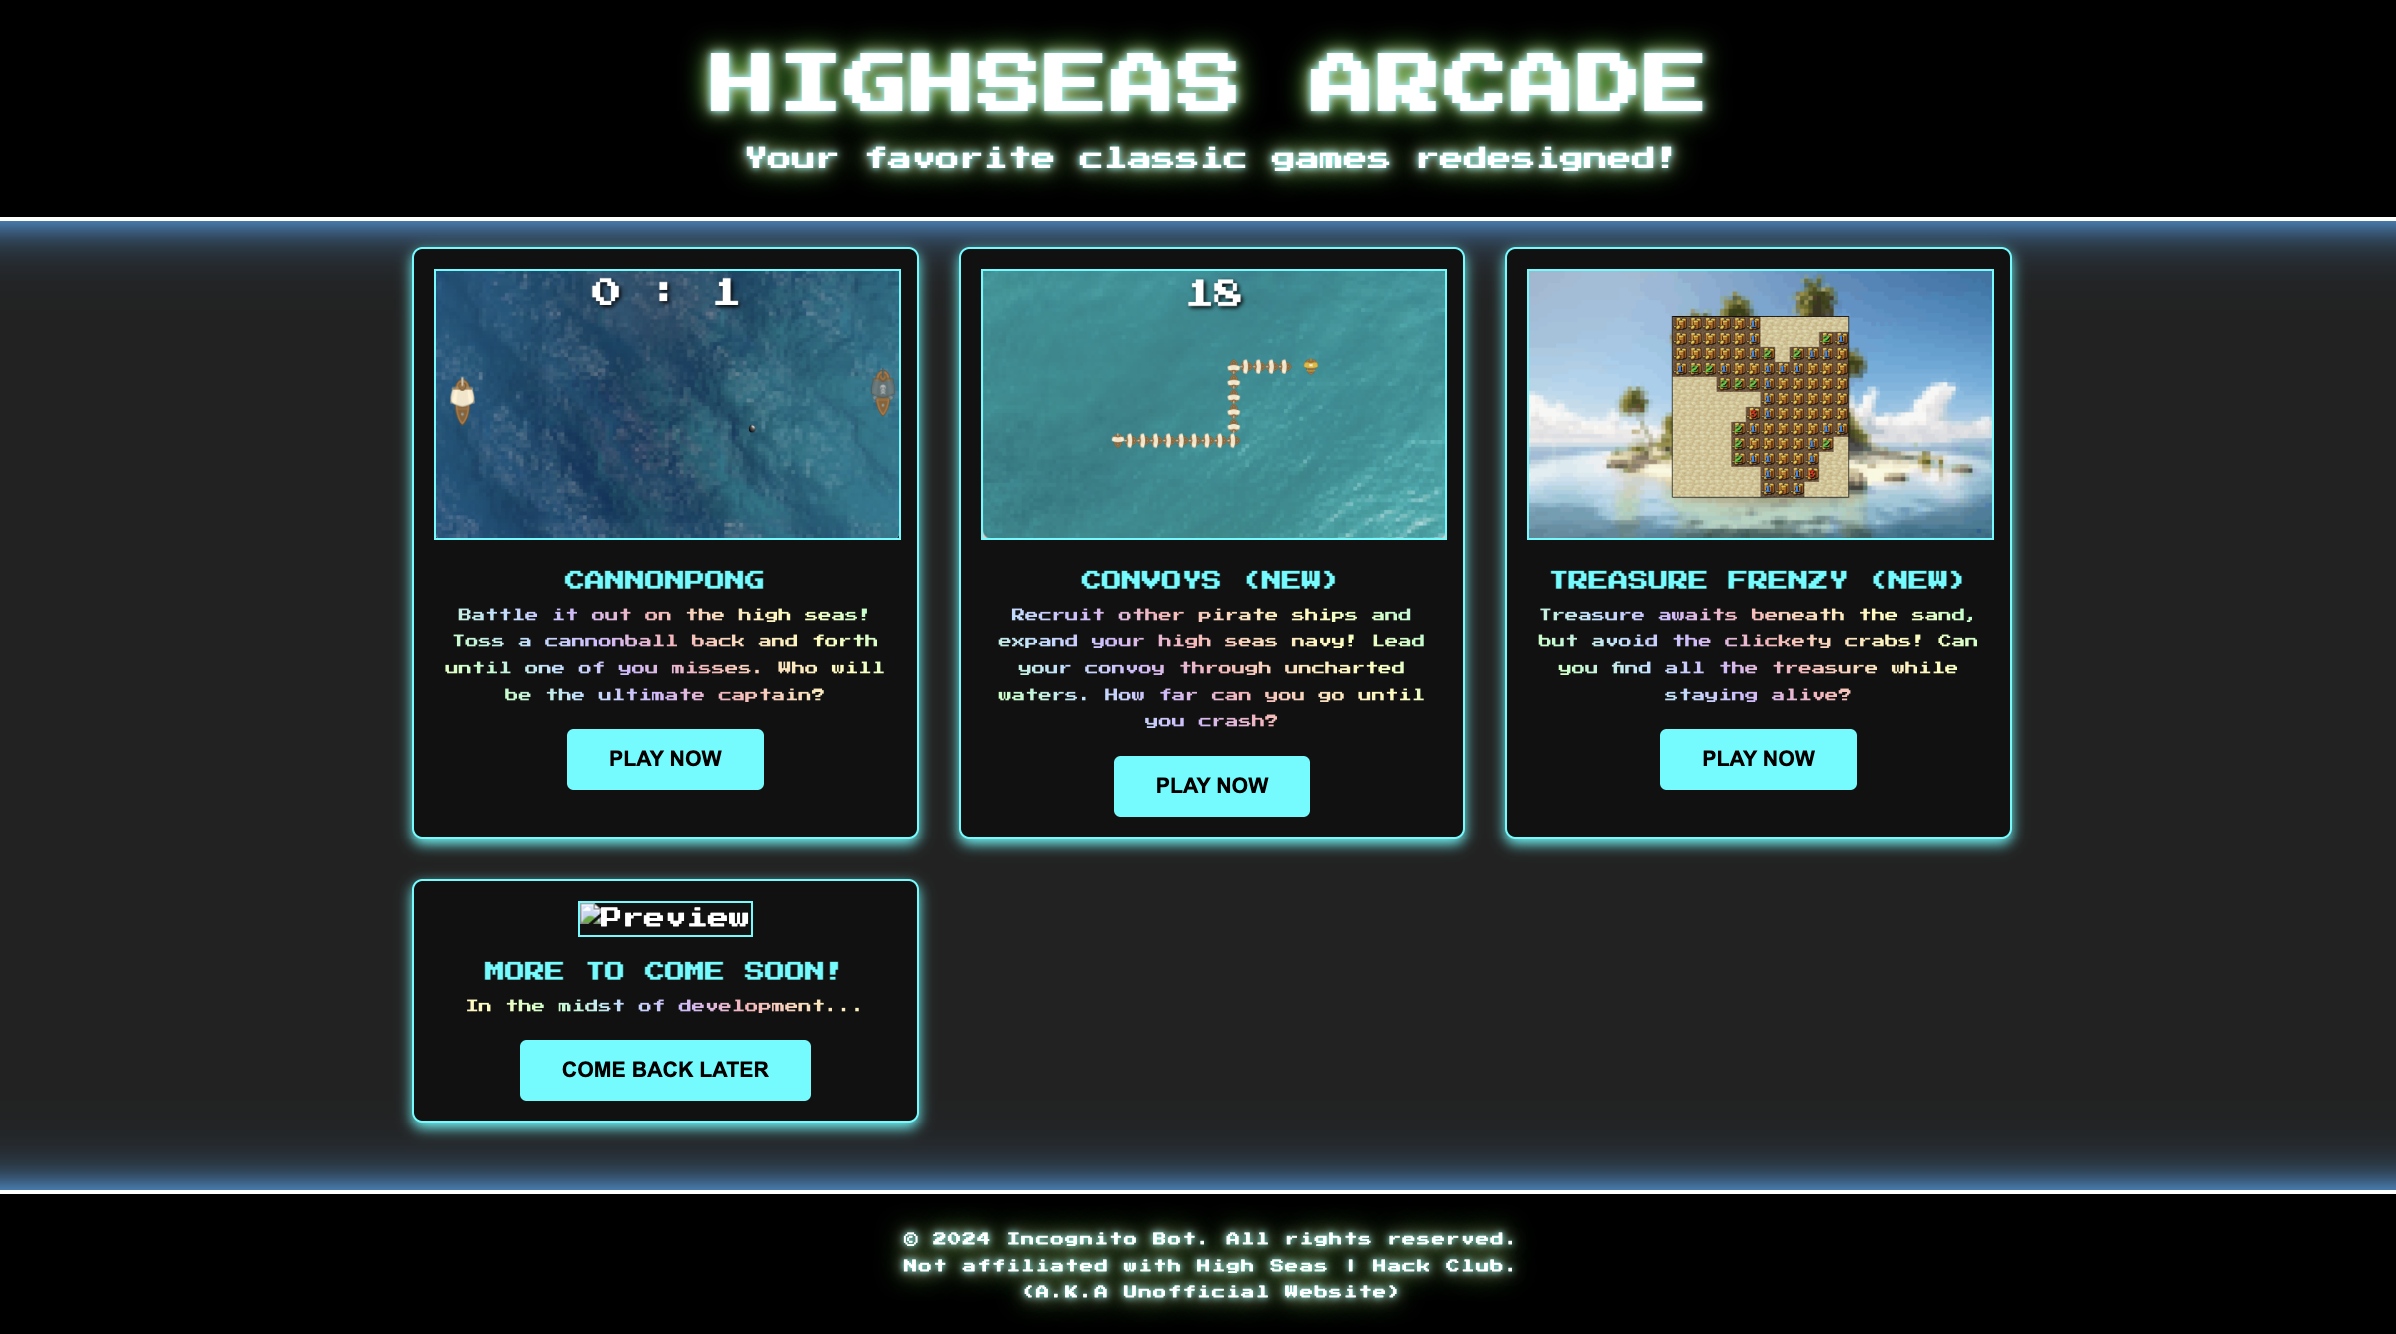 HIGHSEAS ARCADE
Your favorite classic games redesigned!
0 : 1
CANNONPONG
Battle it out on the high seas!
Toss a cannonball back and forth
until one of you misses. Who will
be the ultimate captain?
PLAY NOW
18
CONVOYS (NEW)
Recruit other pirate ships and
expand your high seas navy! Lead
your convoy through uncharted
waters. How far can you go until
you crash?
PLAY NOW
TREASURE FRENZY (NEW)
Treasure awaits beneath the sand,
but avoid the clickety crabs! Can
you find all the treasure while
staying alive?
PLAY NOW
Preview
MORE TO COME SOON!
In the midst of development...
COME BACK LATER
© 2024 Incognito Bot. All rights reserved.
Not affiliated with High Seas | Hack Club.
(A.K.A Unofficial Website)